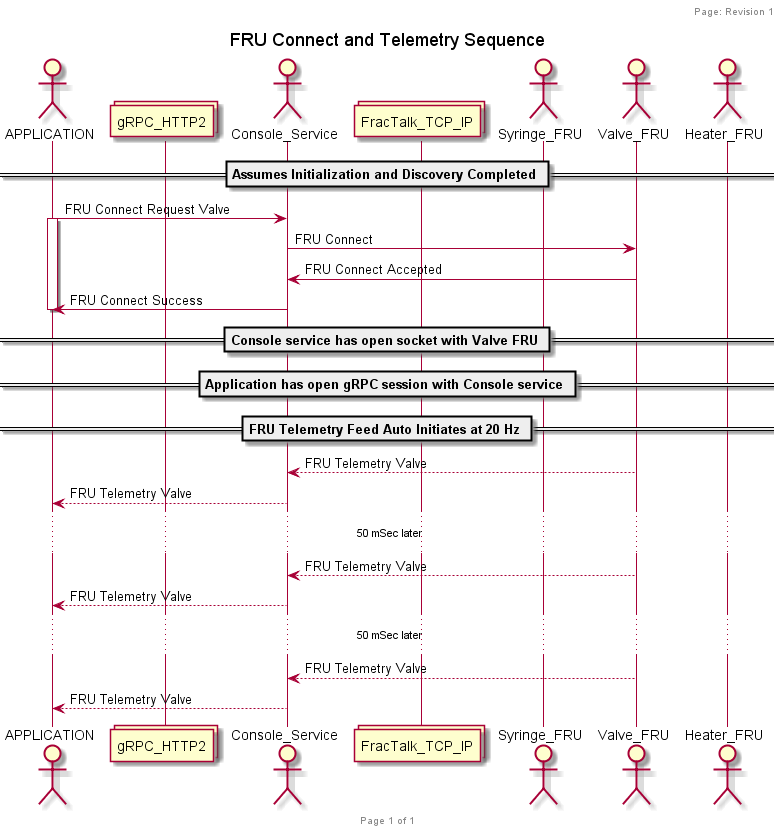 Page: Revision 1
FRU Connect and Telemetry Sequence
APPLICATION
gRPC_HTTP2
Console_Service
FracTalk_TCP_IP
Syringe_FRU
Valve_FRU
Heater_FRU
Assumes Initialization and Discovery Completed
FRU Connect Request Valve
FRU Connect
FRU Connect Accepted
FRU Connect Success
Console service has open socket with Valve FRU
Application has open gRPC session with Console service
FRU Telemetry Feed Auto Initiates at 20 Hz
FRU Telemetry Valve
FRU Telemetry Valve
50 mSec later
FRU Telemetry Valve
FRU Telemetry Valve
50 mSec later
FRU Telemetry Valve
FRU Telemetry Valve
APPLICATION
gRPC_HTTP2
Console_Service
FracTalk_TCP_IP
Syringe_FRU
Valve_FRU
Heater_FRU
Page 1 of 1